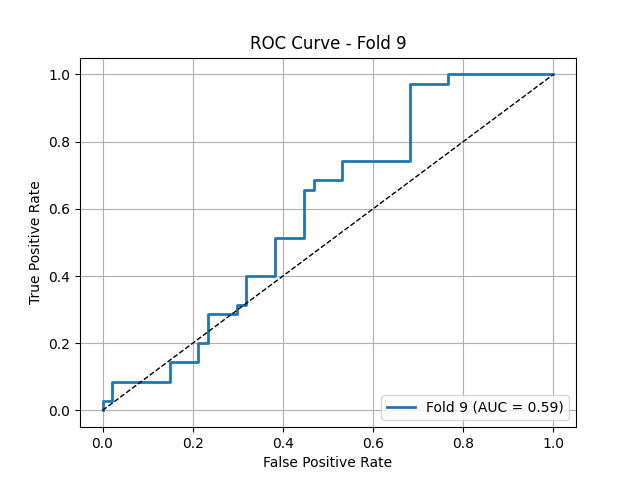 ROC Curve - Fold 9
True Positive Rate
1.0
0.8
0.6
0.4
0.2
0.0
Fold 9 (AUC = 0.59)
0.0 0.2 0.4 0.6 0.8 1.0
False Positive Rate